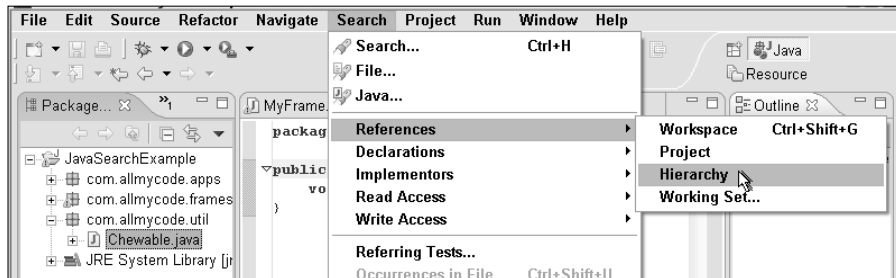 File Edit Source Refactor Navigate Search Project Run Window Help
Search... Ctrl+H
File...
Java...
References
Declarations
Implementors
Read Access
Write Access
Referring Tests...
Occurrences in File Ctrl+Shift+U
Workspace Ctrl+Shift+G
Project
Hierarchy
Working Set...
Java
Resource
Package...
»1
JavaSearchExample
com.allmycode.apps
com.allmycode.frames
com.allmycode.util
Chewable.java
JRE System Library [jr
MyFrame.
packag
public
vo
}
Outline